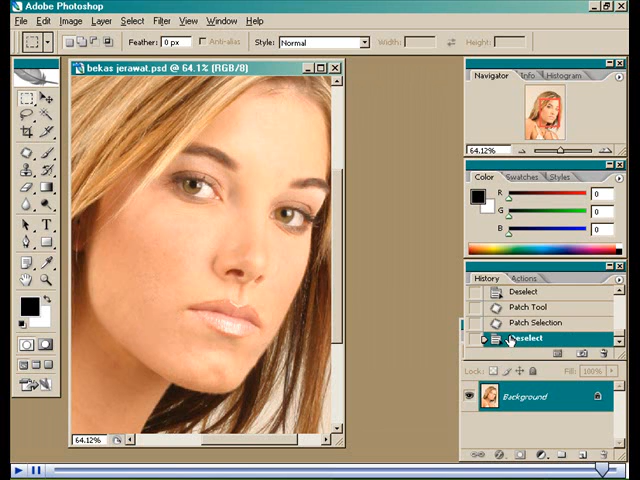 Adobe Photoshop
File Edit Image Layer Select Filter View Window Help
Feather: 0 px Anti-alias Style: Normal Width: Height:
bekas jerawat.psd @ 64.1% (RGB/8)
Navigator Info Histogram
64.12%
Color Swatches Styles
R 0
G 0
B 0
History Actions
Deselect
Patch Tool
Patch Selection
Deselect
Lock: Fill: 100%
Background
64.12%